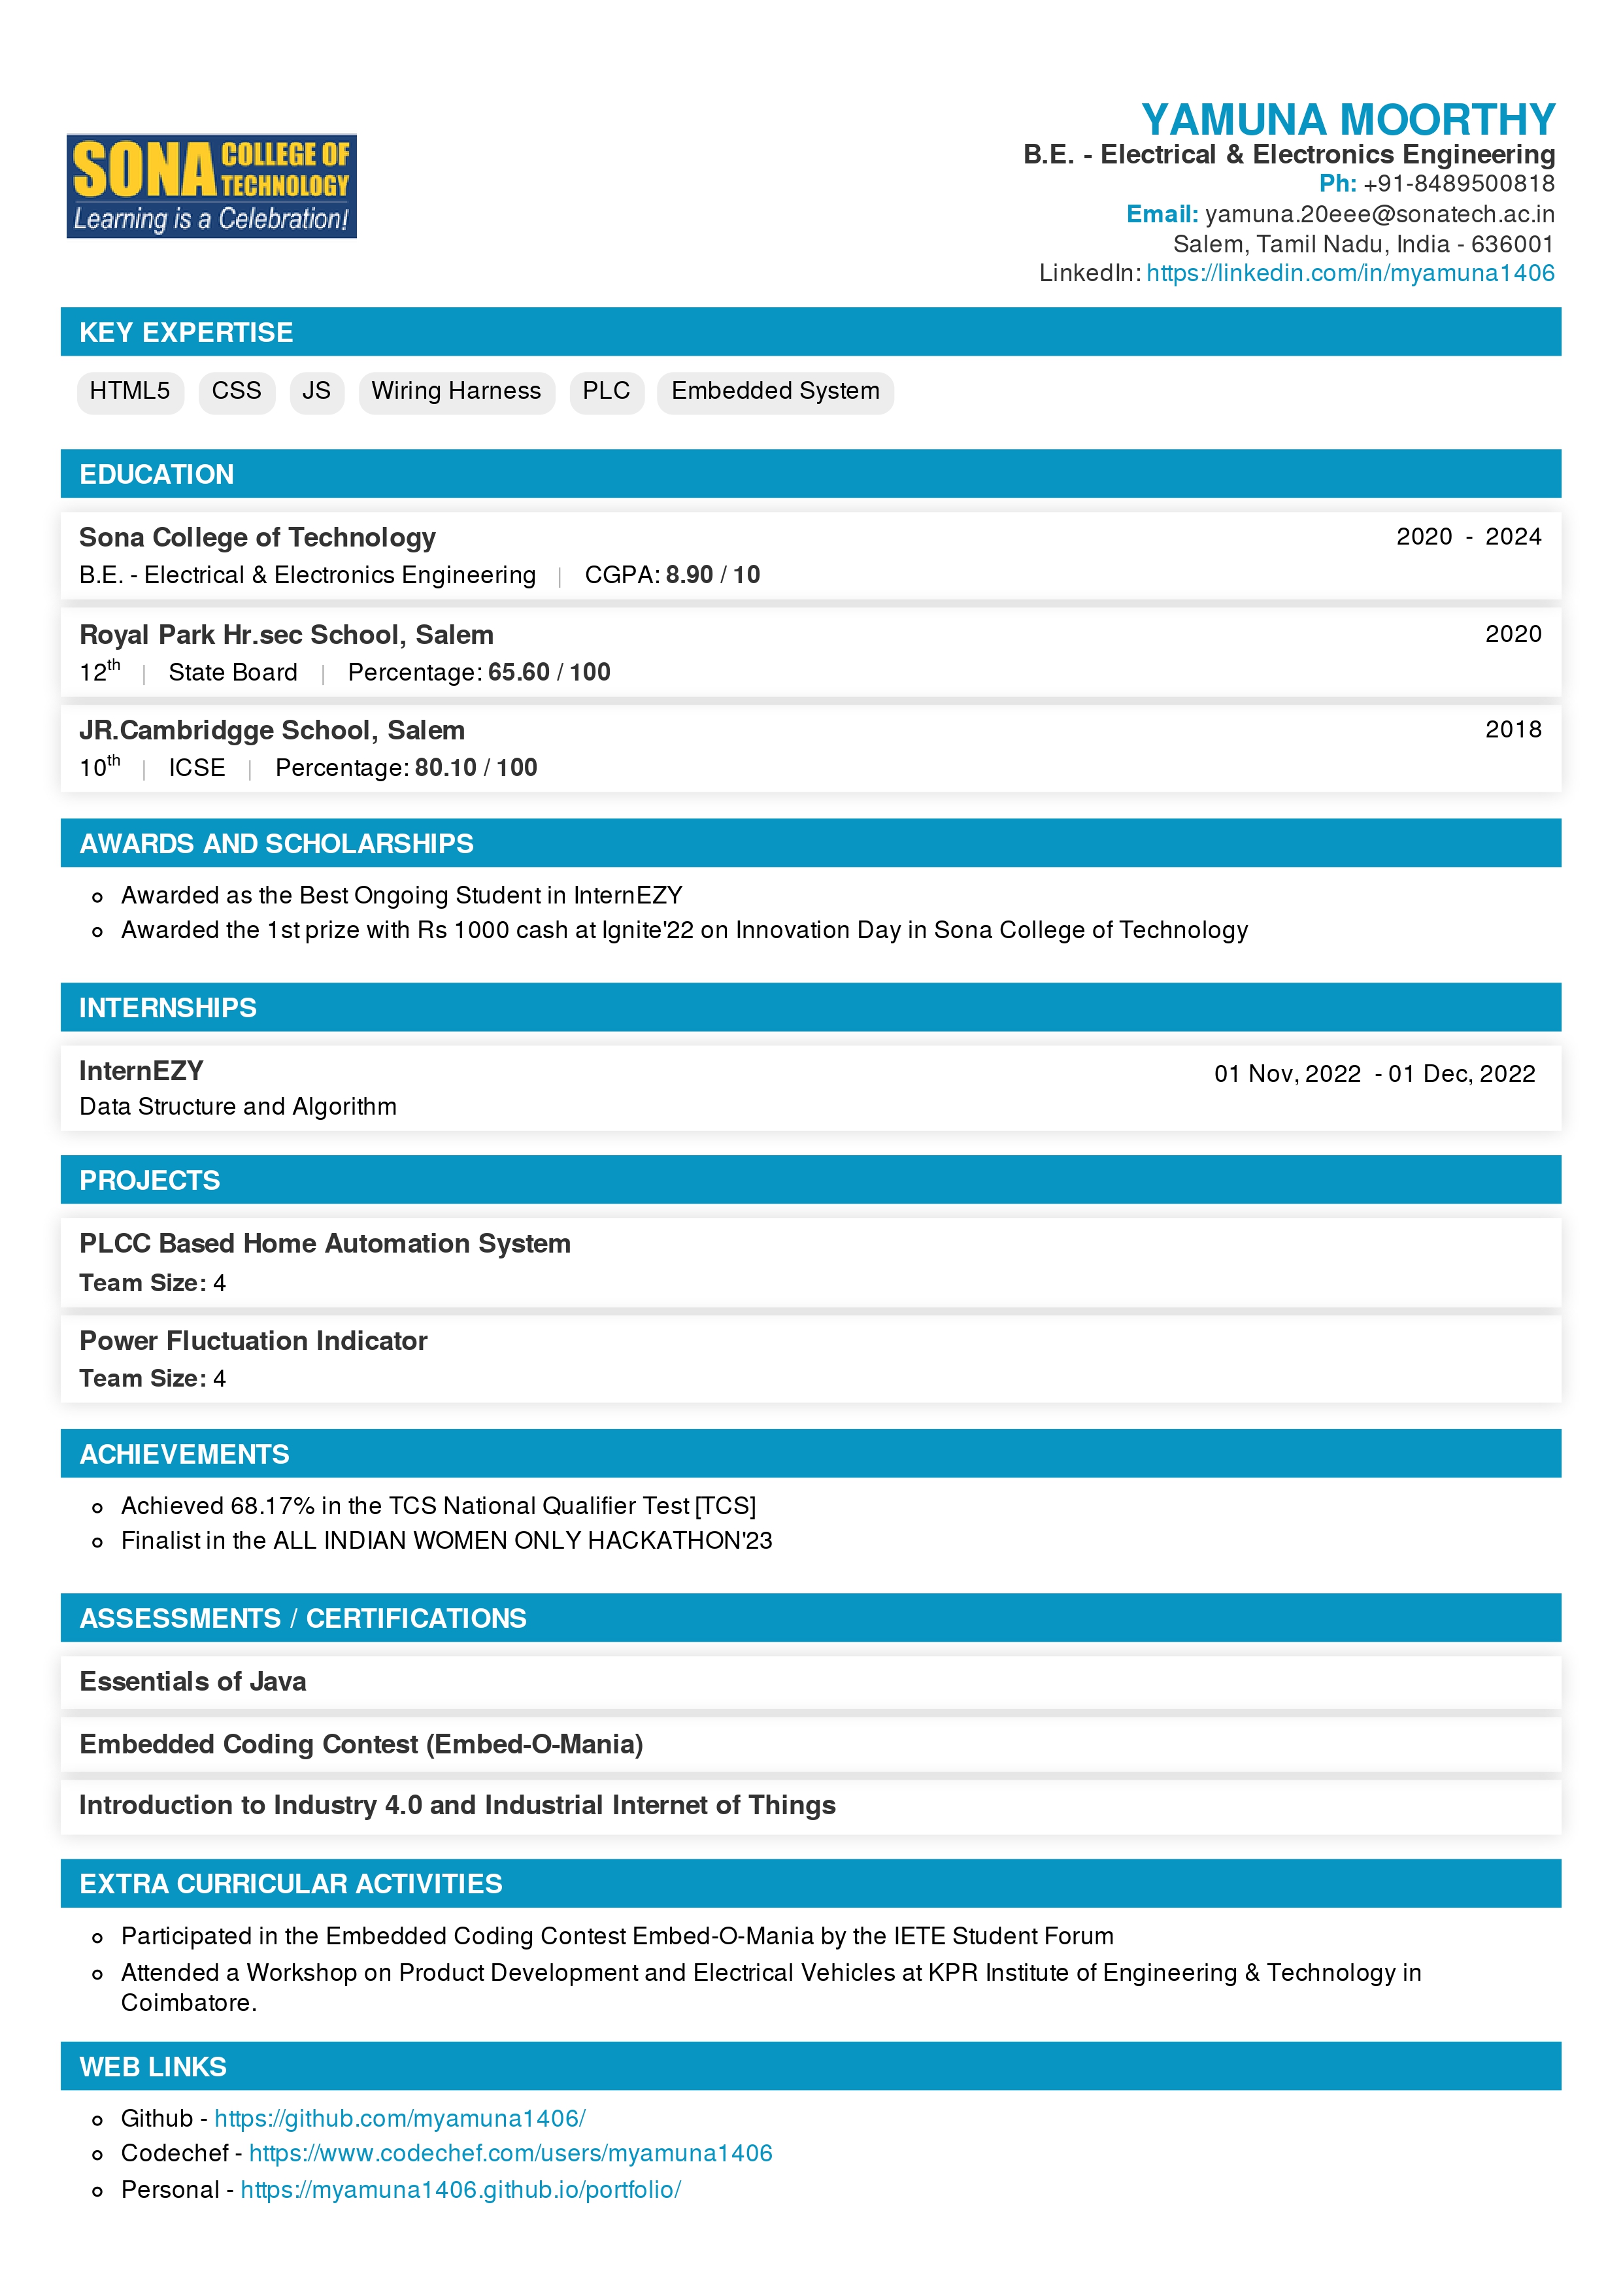 SONA COLLEGE OF TECHNOLOGY
Learning is a Celebration!
YAMUNA MOORTHY
B.E. - Electrical & Electronics Engineering
Ph: +91-8489500818
Email: yamuna.20eee@sonatech.ac.in
Salem, Tamil Nadu, India - 636001
LinkedIn: https://linkedin.com/in/myamuna1406
KEY EXPERTISE
HTML5 CSS JS Wiring Harness PLC Embedded System
EDUCATION
Sona College of Technology 2020 - 2024
B.E. - Electrical & Electronics Engineering | CGPA: 8.90 / 10
Royal Park Hr.sec School, Salem 2020
12th | State Board | Percentage: 65.60 / 100
JR.Cambridgge School, Salem 2018
10th | ICSE | Percentage: 80.10 / 100
AWARDS AND SCHOLARSHIPS
Awarded as the Best Ongoing Student in InternEZY
Awarded the 1st prize with Rs 1000 cash at Ignite'22 on Innovation Day in Sona College of Technology
INTERNSHIPS
InternEZY 01 Nov, 2022 - 01 Dec, 2022
Data Structure and Algorithm
PROJECTS
PLCC Based Home Automation System
Team Size: 4
Power Fluctuation Indicator
Team Size: 4
ACHIEVEMENTS
Achieved 68.17% in the TCS National Qualifier Test [TCS]
Finalist in the ALL INDIAN WOMEN ONLY HACKATHON'23
ASSESSMENTS / CERTIFICATIONS
Essentials of Java
Embedded Coding Contest (Embed-O-Mania)
Introduction to Industry 4.0 and Industrial Internet of Things
EXTRA CURRICULAR ACTIVITIES
Participated in the Embedded Coding Contest Embed-O-Mania by the IETE Student Forum
Attended a Workshop on Product Development and Electrical Vehicles at KPR Institute of Engineering & Technology in
Coimbatore.
WEB LINKS
Github - https://github.com/myamuna1406/
Codechef - https://www.codechef.com/users/myamuna1406
Personal - https://myamuna1406.github.io/portfolio/